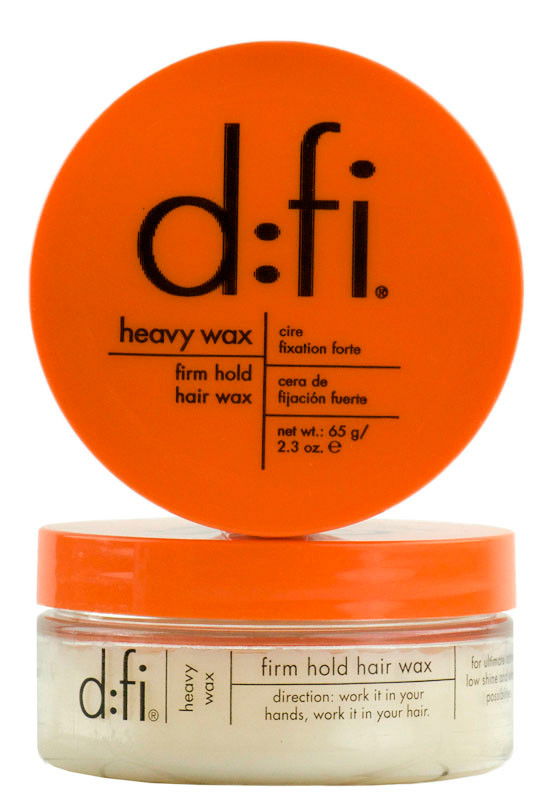 d:fi®
heavy wax
firm hold
hair wax
cire
fixation forte
cera de
fijación fuerte
net wt.: 65 g/
2.3 oz. ℮
d:fi®
heavy
wax
firm hold hair wax
direction: work it in your
hands, work it in your hair.
for ultimate
low shine and